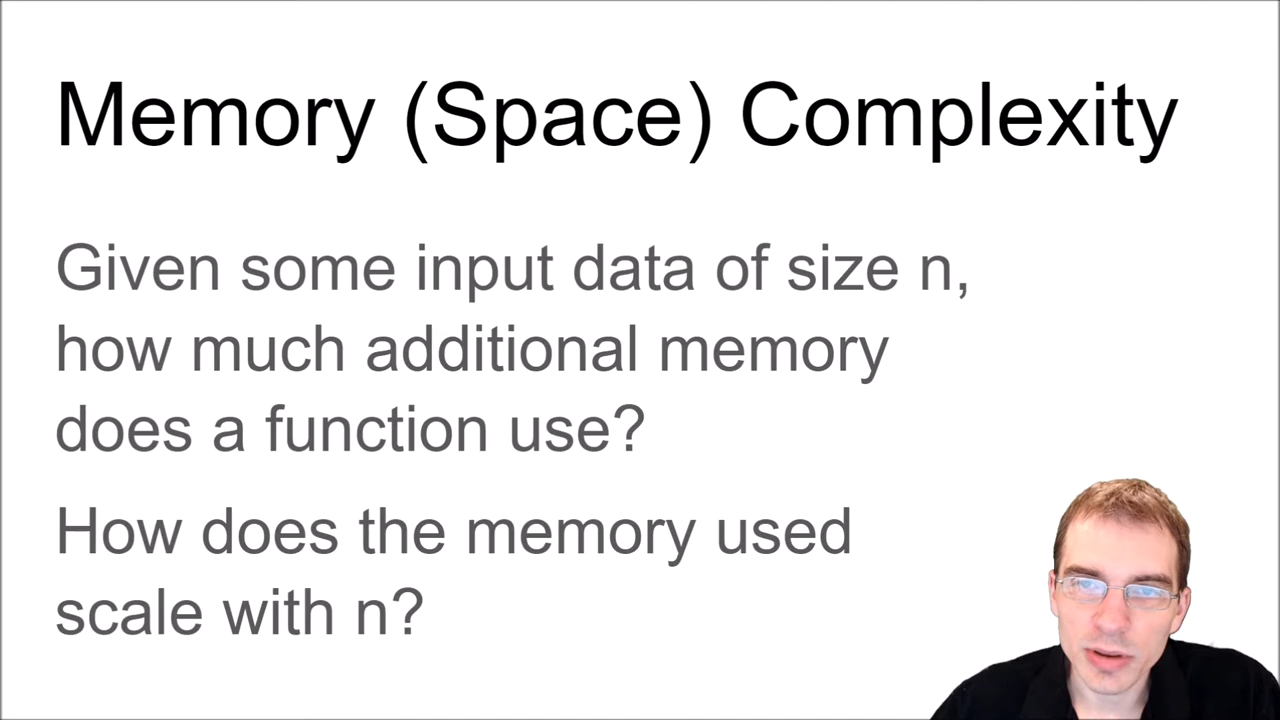 Memory (Space) Complexity
Given some input data of size n,
how much additional memory
does a function use?
How does the memory used
scale with n?